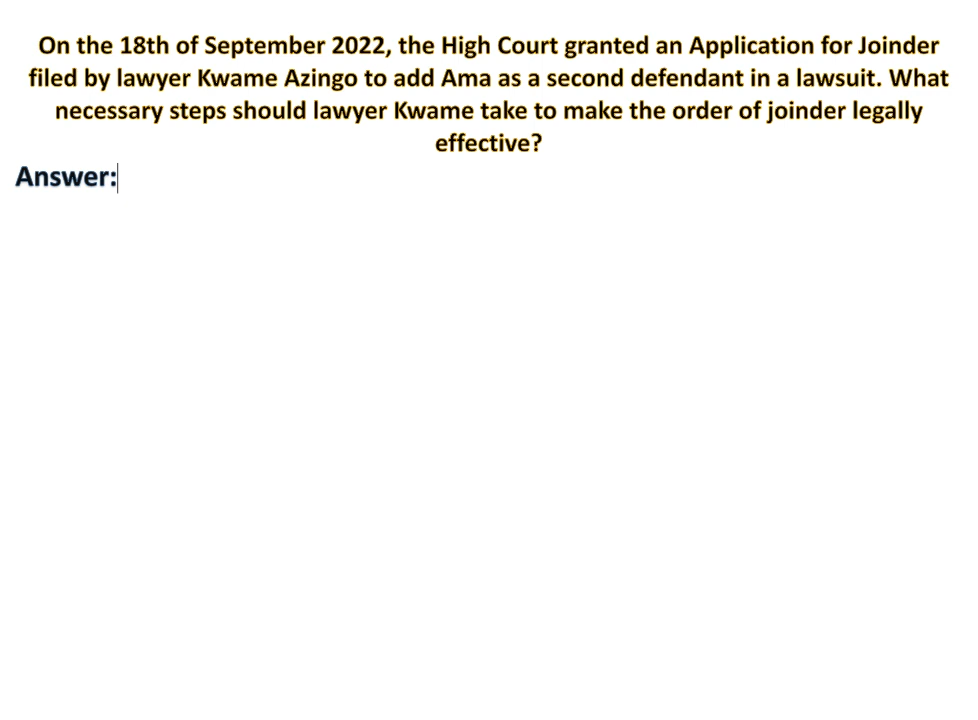 On the 18th of September 2022, the High Court granted an Application for Joinder
filed by lawyer Kwame Azingo to add Ama as a second defendant in a lawsuit. What
necessary steps should lawyer Kwame take to make the order of joinder legally
effective?
Answer: